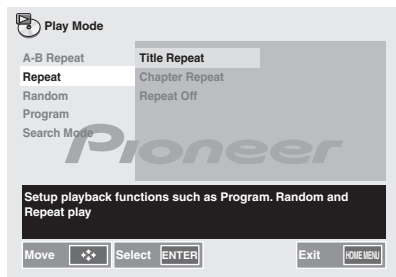 Play Mode
A-B Repeat
Title Repeat
Repeat
Chapter Repeat
Random
Repeat Off
Program
Search Mode
Pioneer
Setup playback functions such as Program. Random and
Repeat play
Move
Select ENTER
Exit HOME MENU